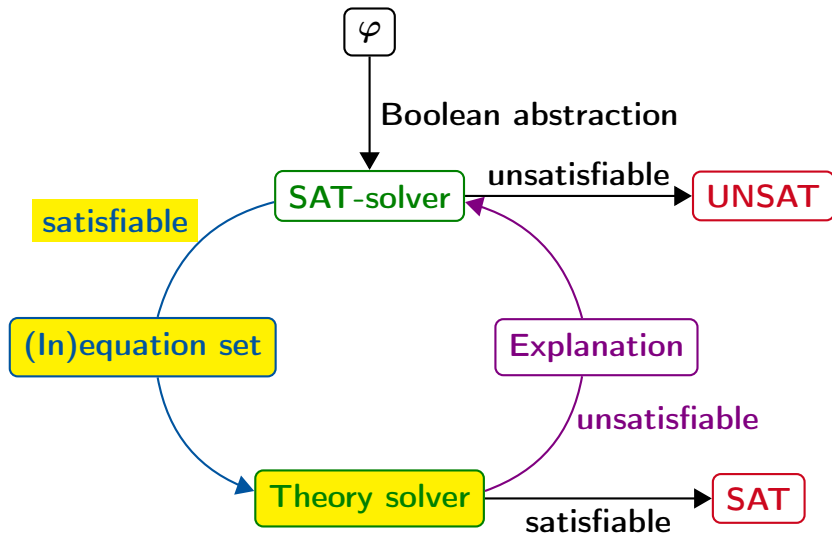 φ
Boolean abstraction
SAT-solver
unsatisfiable
UNSAT
satisfiable
(In)equation set
Explanation
unsatisfiable
Theory solver
satisfiable
SAT